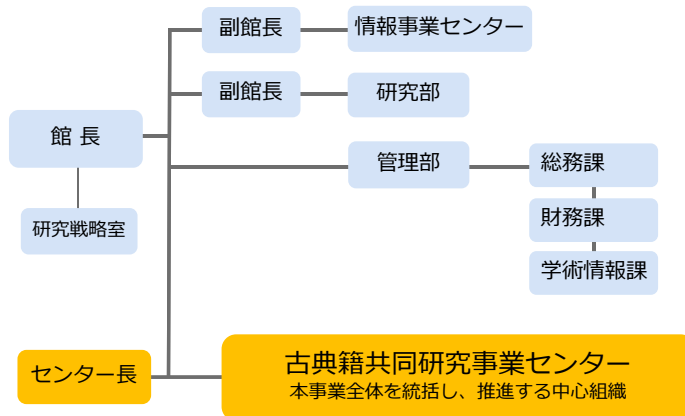 副館長
情報事業センター
副館長
研究部
館 長
管理部
総務課
研究戦略室
財務課
学術情報課
センター長
古典籍共同研究事業センター
本事業全体を統括し、推進する中心組織